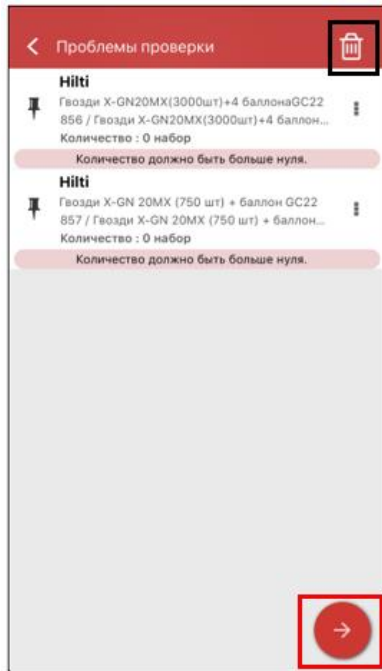 Проблемы проверки
Hilti
Гвозди X-GN20MX(3000шт)+4 баллонаGC22
856 / Гвозди X-GN20MX(3000шт)+4 баллон...
Количество : 0 набор
Количество должно быть больше нуля.
Hilti
Гвозди X-GN 20MX (750 шт) + баллон GC22
857 / Гвозди X-GN 20MX (750 шт) + баллон...
Количество : 0 набор
Количество должно быть больше нуля.